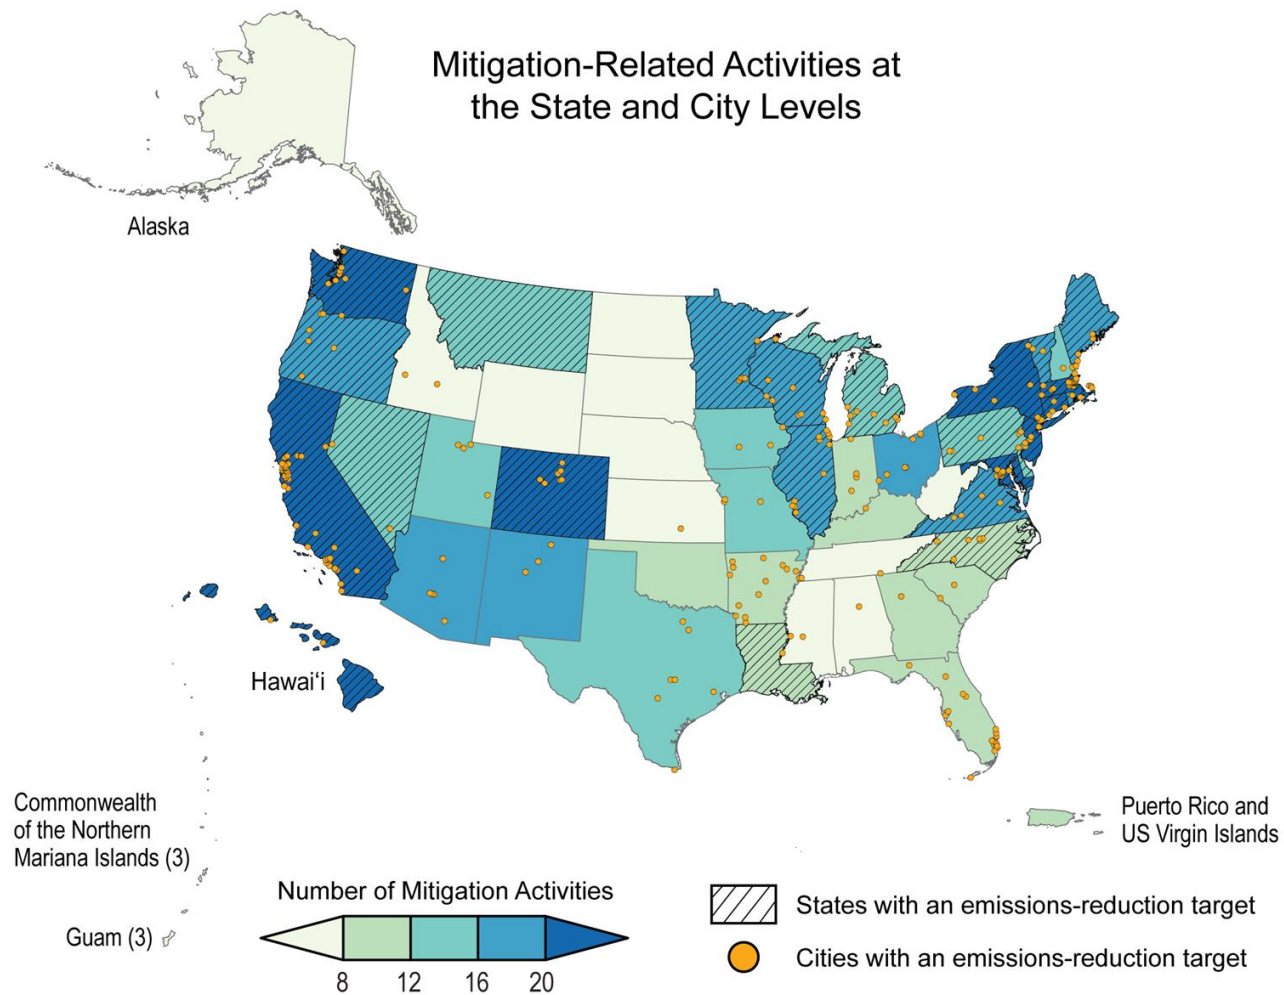 Mitigation-Related Activities at
the State and City Levels
Alaska
Hawai‘i
Commonwealth
of the Northern
Mariana Islands (3)
Guam (3)
Puerto Rico and
US Virgin Islands
Number of Mitigation Activities
8 12 16 20
States with an emissions-reduction target
Cities with an emissions-reduction target